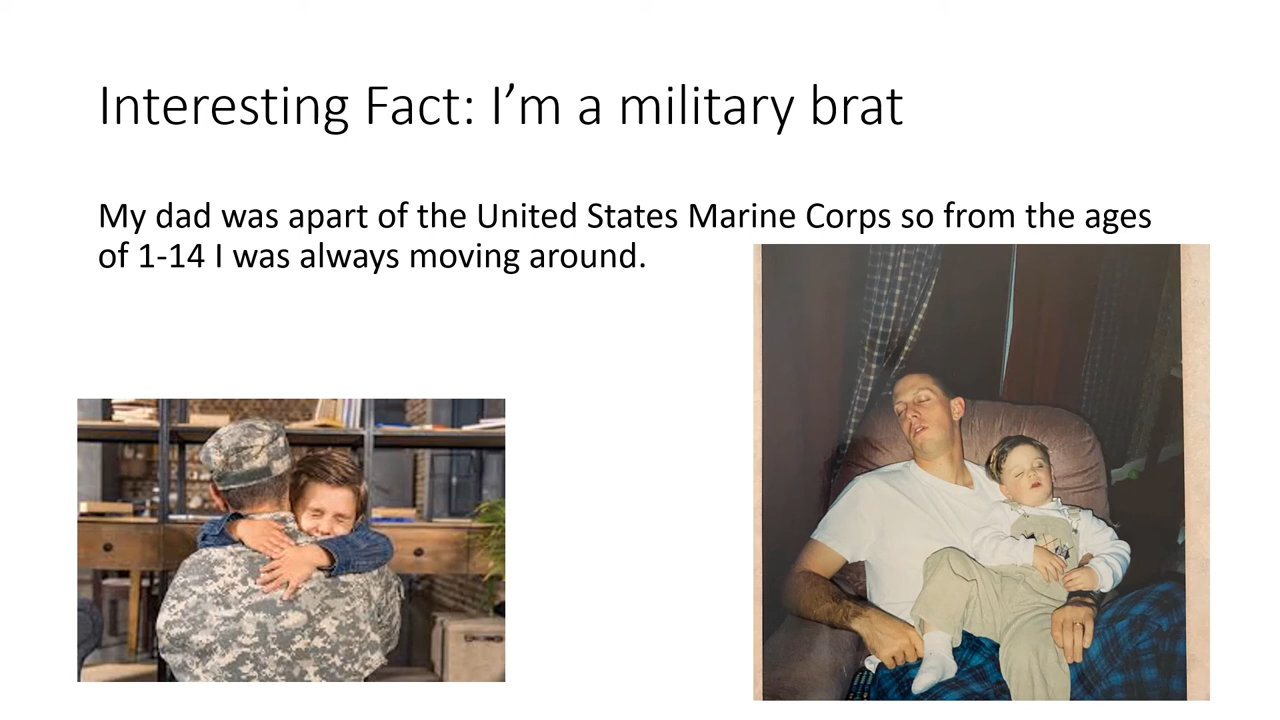 Interesting Fact: I’m a military brat
My dad was apart of the United States Marine Corps so from the ages
of 1-14 I was always moving around.